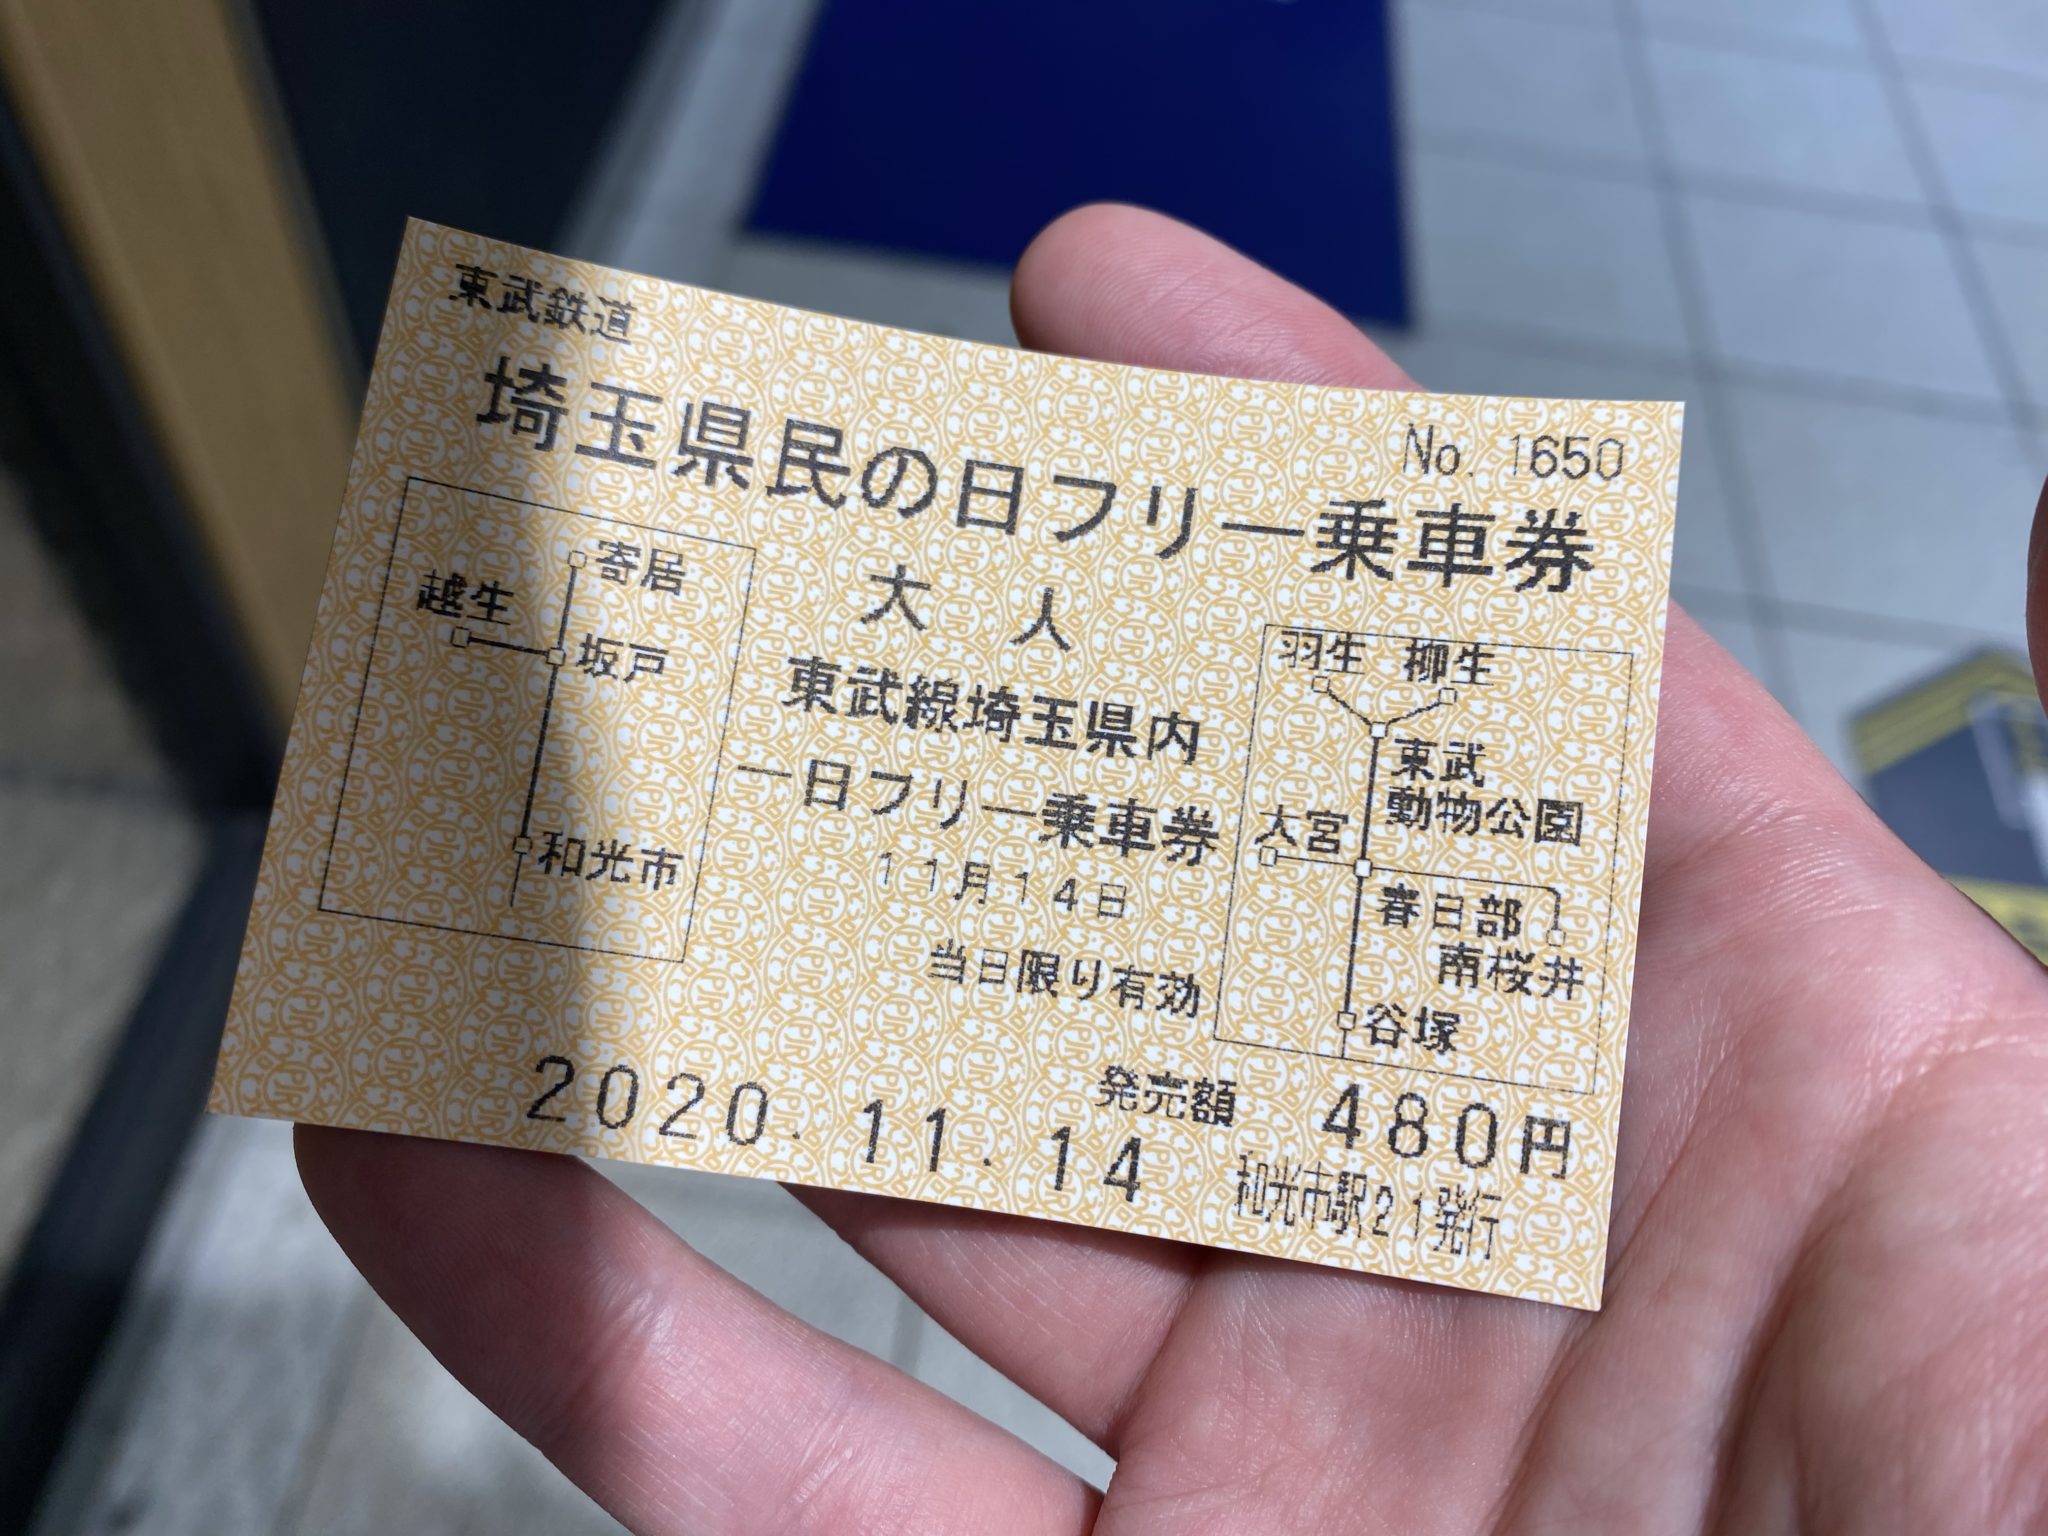 東武鉄道
No. 1650
埼玉県民の日フリー乗車券
大人
東武線埼玉県内
一日フリー乗車券
11月14日
当日限り有効
寄居
越生
坂戸
和光市
羽生 柳生
東武
動物公園
大宮
春日部
南桜井
谷塚
発売額 480円
2020.11.14
和光市駅21発行